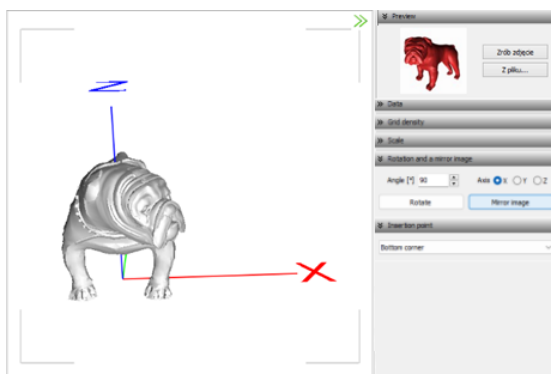 Z
X
Preview
Zrób zdjęcie
Z pliku...
Data
Grid density
Scale
Rotation and a mirror image
Angle [°] 90 Axis X Y Z
Rotate Mirror image
Insertion point
Bottom corner